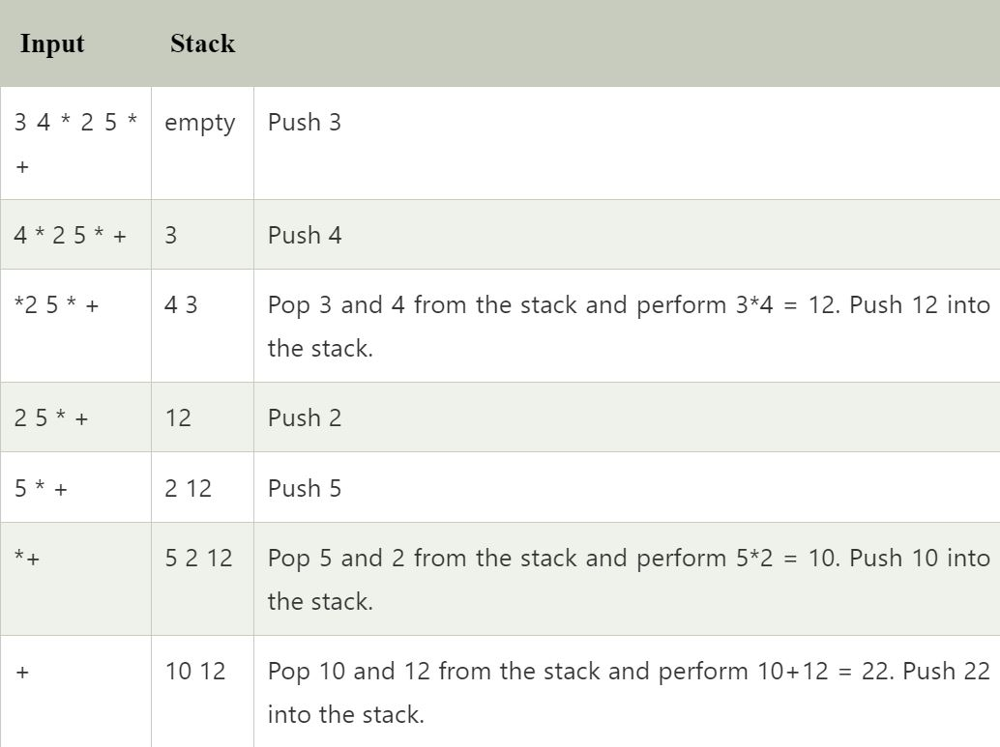 Input Stack
3 4 * 2 5 * empty Push 3
+
4 * 2 5 * + 3 Push 4
*2 5 * + 4 3 Pop 3 and 4 from the stack and perform 3*4 = 12. Push 12 into
the stack.
2 5 * + 12 Push 2
5 * + 2 12 Push 5
*+ 5 2 12 Pop 5 and 2 from the stack and perform 5*2 = 10. Push 10 into
the stack.
+ 10 12 Pop 10 and 12 from the stack and perform 10+12 = 22. Push 22
into the stack.